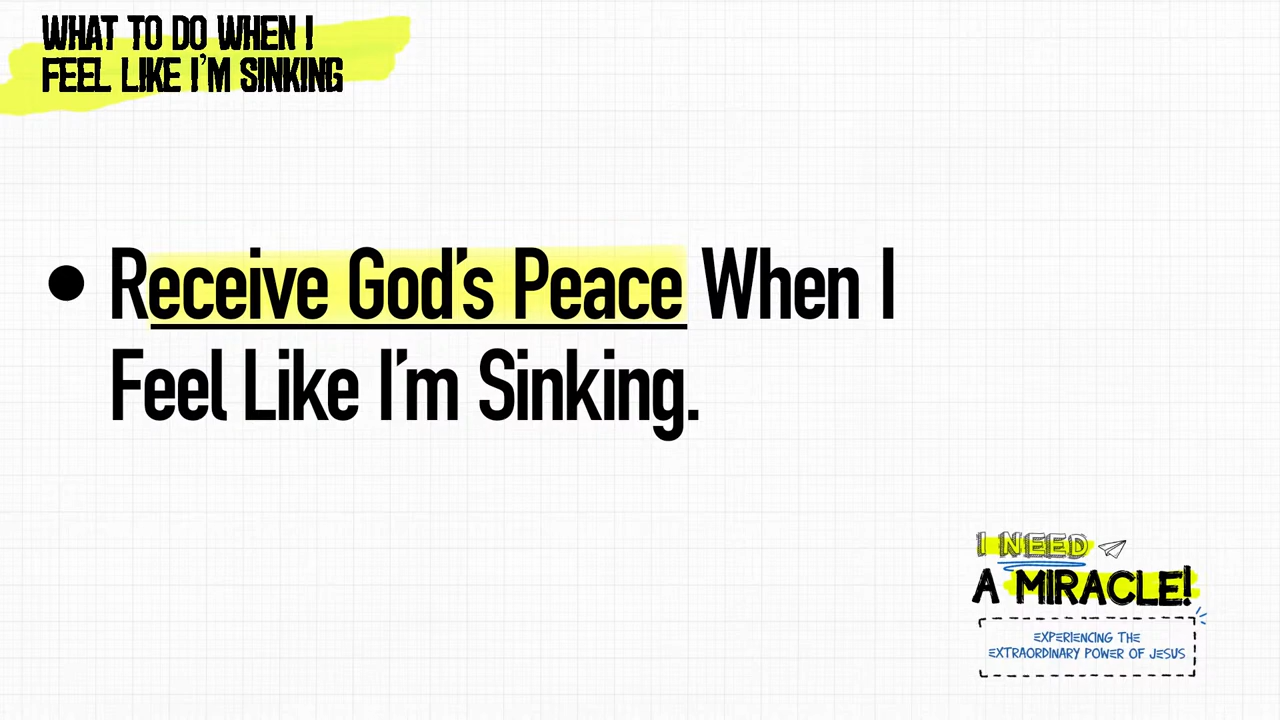 WHAT TO DO WHEN I
FEEL LIKE I'M SINKING
• Receive God's Peace When I
Feel Like I'm Sinking.
I NEED
A MIRACLE!
EXPERIENCING THE
EXTRAORDINARY POWER OF JESUS